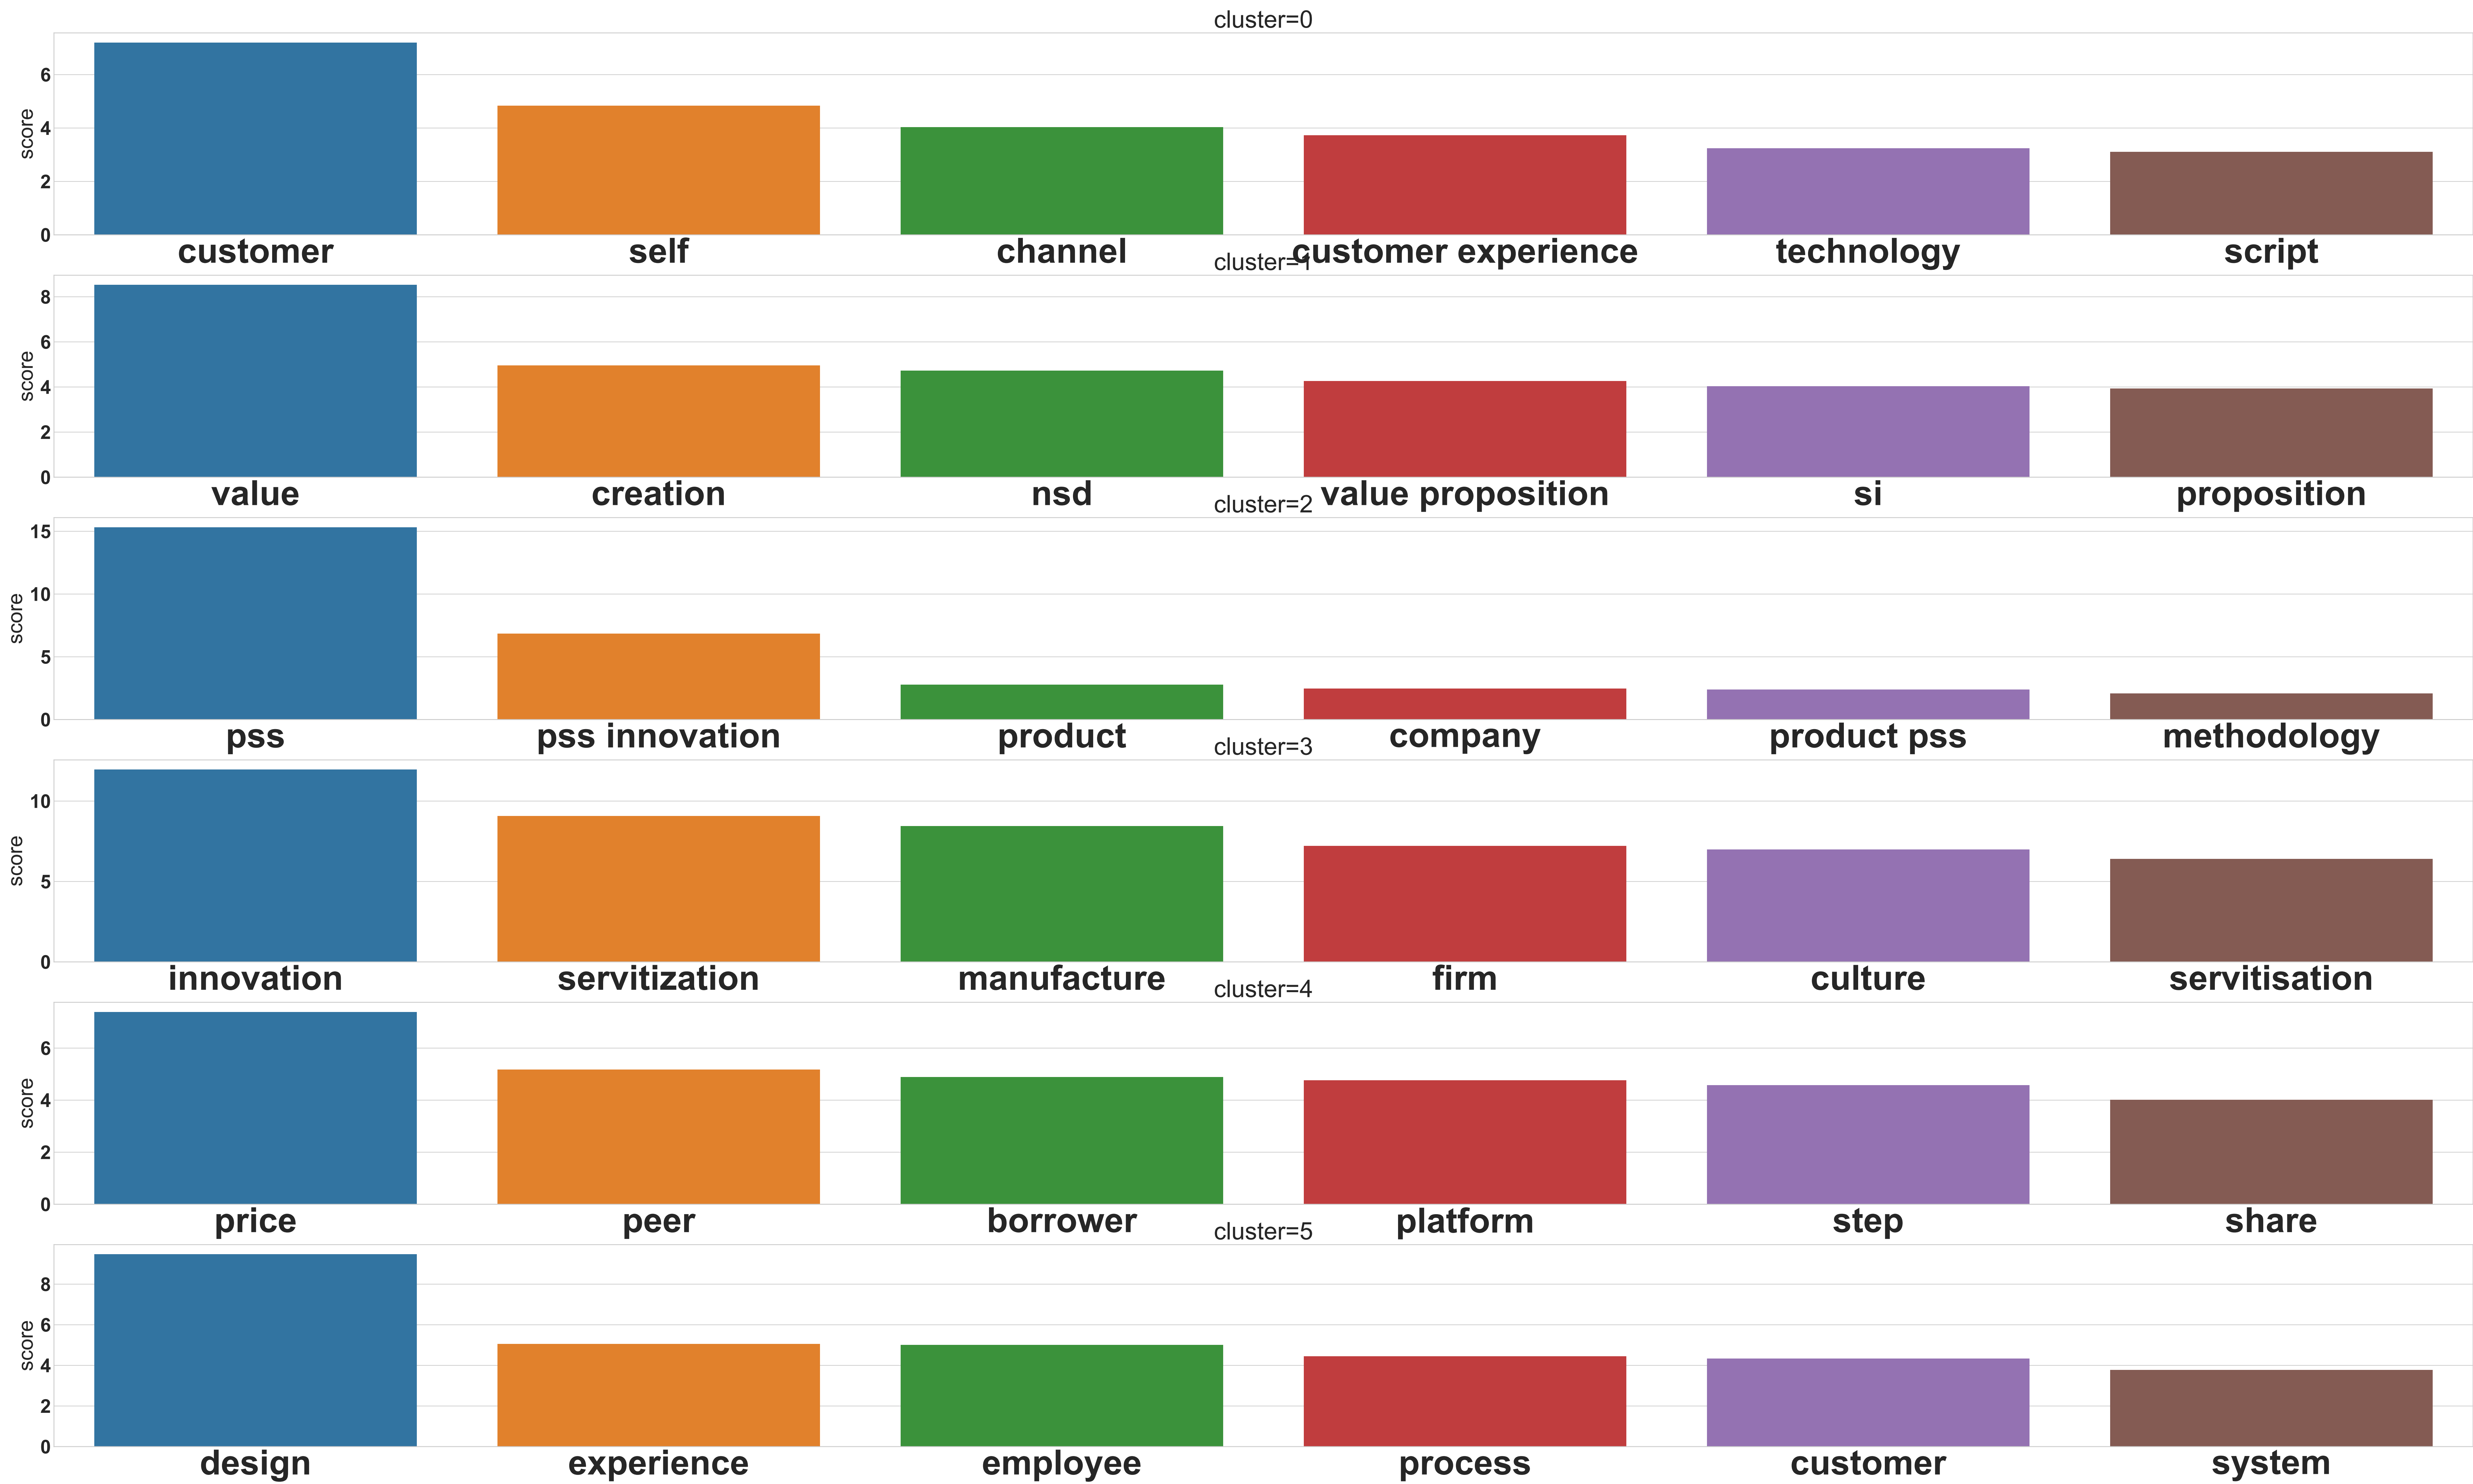 cluster=0
6
4
2
0
score
customer self channel customer experience technology script
cluster=1
8
6
4
2
0
score
value creation nsd value proposition si proposition
cluster=2
15
10
5
0
score
pss pss innovation product company product pss methodology
cluster=3
10
5
0
score
innovation servitization manufacture firm culture servitisation
cluster=4
6
4
2
0
score
price peer borrower platform step share
cluster=5
8
6
4
2
0
score
design experience employee process customer system